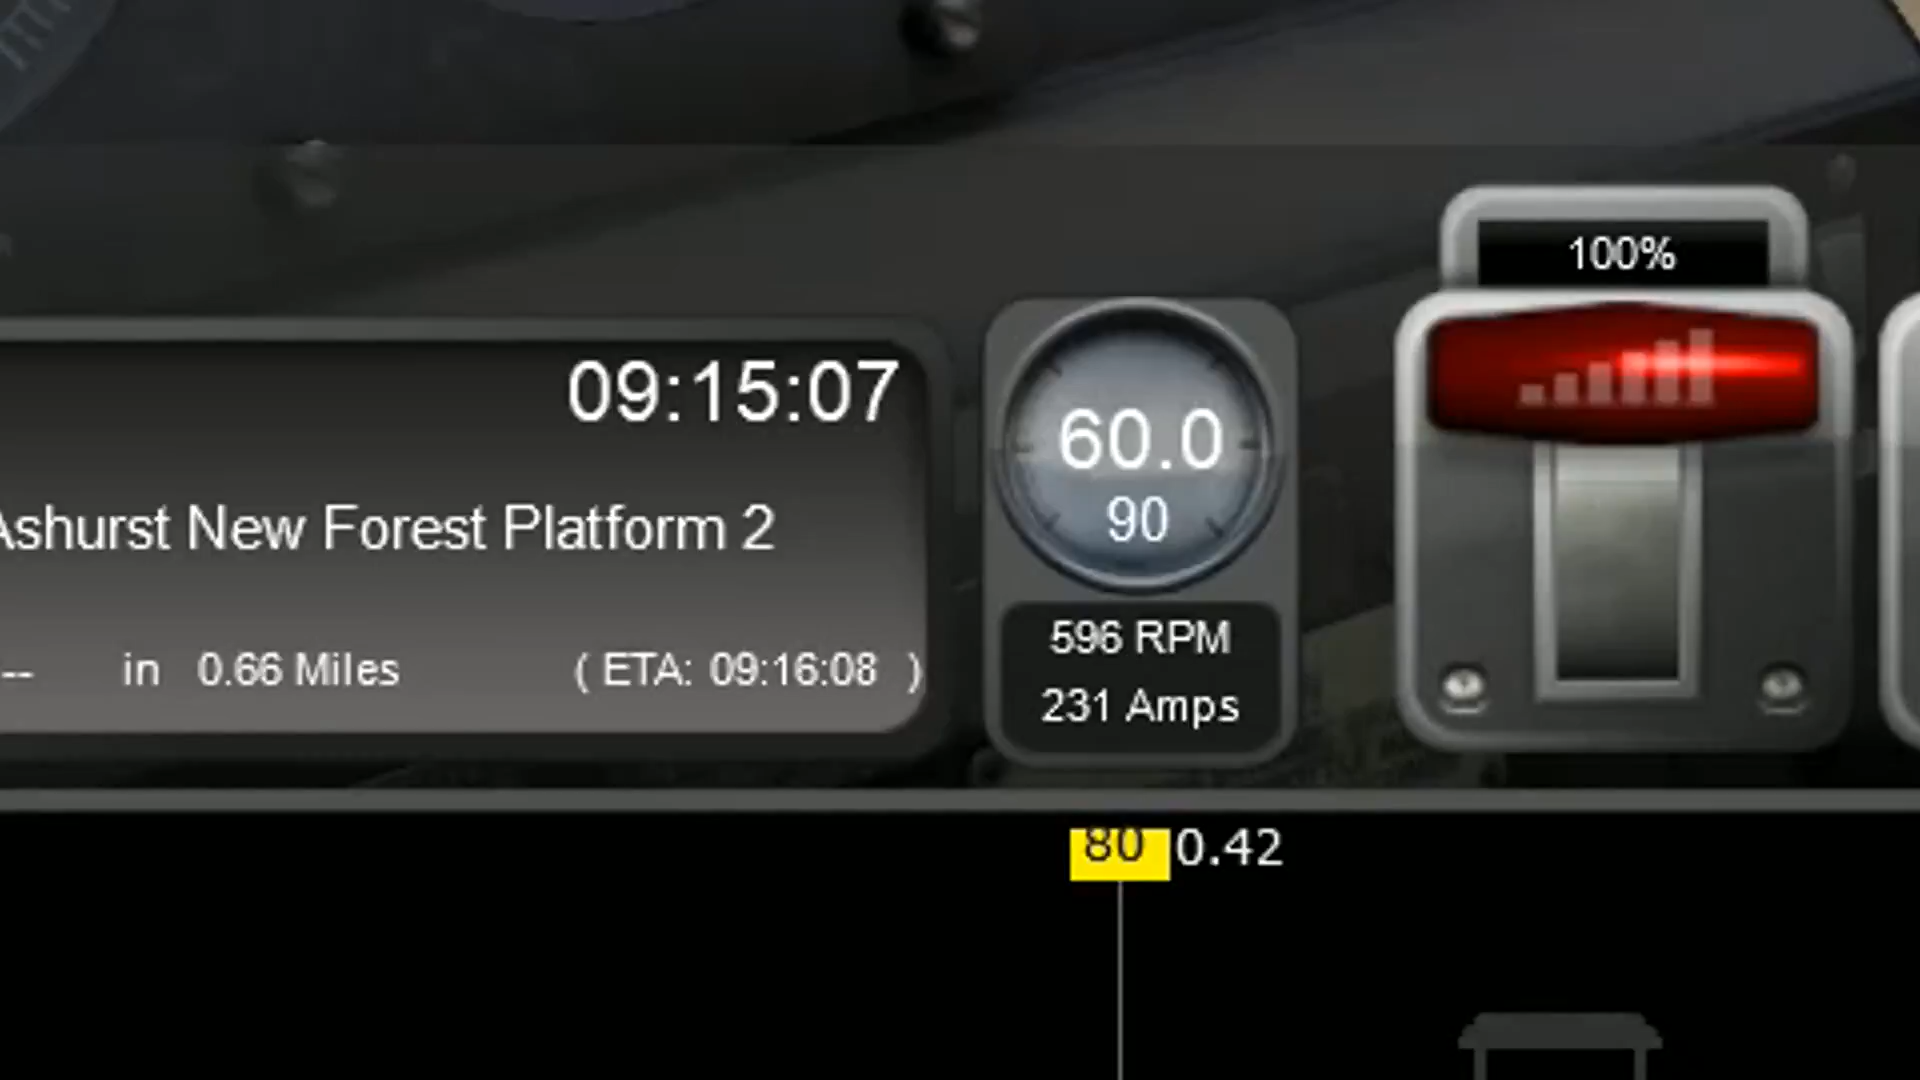 100%
09:15:07
60.0
90
Ashurst New Forest Platform 2
596 RPM
-- in 0.66 Miles ( ETA: 09:16:08 )
231 Amps
80 0.42